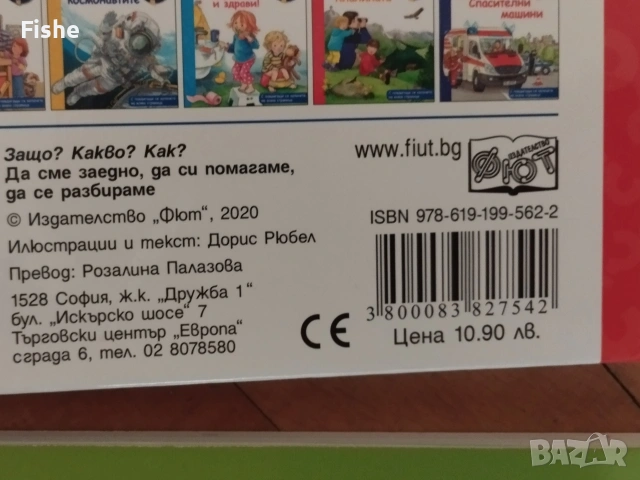 Fishe
космонавтите
и здрави!
Спасителни
машини
Защо? Какво? Как?
Да сме заедно, да си помагаме,
да се разбираме
© Издателство „Фют", 2020
Илюстрации и текст: Дорис Рюбел
Превод: Розалина Палазова
1528 София, ж.к. „Дружба 1"
бул. „Искърско шосе" 7
Търговски център „Европа"
сграда 6, тел. 02 8078580
CE
www.fiut.bg
ИЗДАТЕЛСТВО
ФЮТ
ISBN 978-619-199-562-2
3 800083 827542
Цена 10.90 лв.
BAZAR